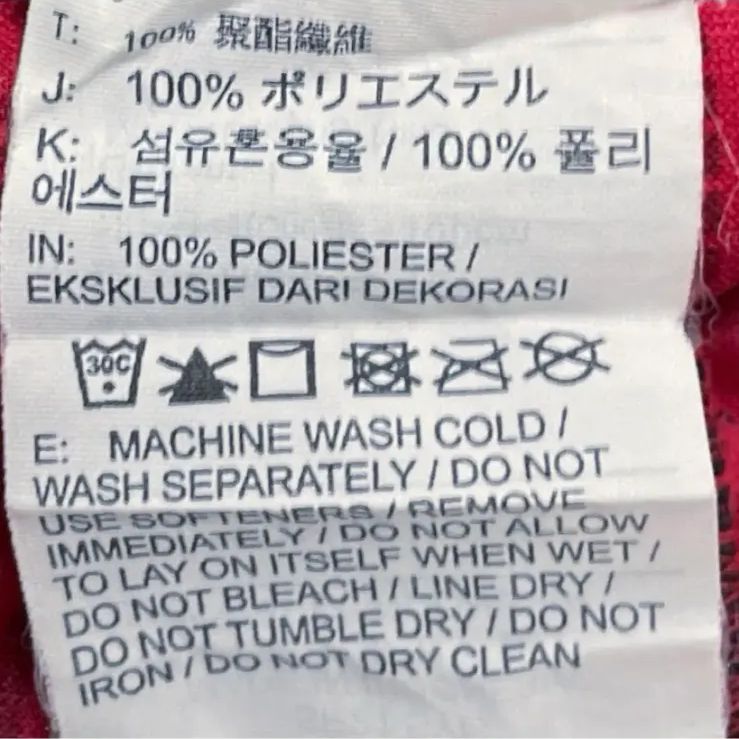 T: 100% 聚酯纖維
J: 100% ポリエステル
K: 섬유혼용율 / 100% 폴리
에스터
IN: 100% POLIESTER /
EKSKLUSIF DARI DEKORASI
30C
E: MACHINE WASH COLD /
WASH SEPARATELY / DO NOT
USE SOFTENERS / REMOVE
IMMEDIATELY / DO NOT ALLOW
TO LAY ON ITSELF WHEN WET /
DO NOT BLEACH / LINE DRY /
DO NOT TUMBLE DRY / DO NOT
IRON / DO NOT DRY CLEAN